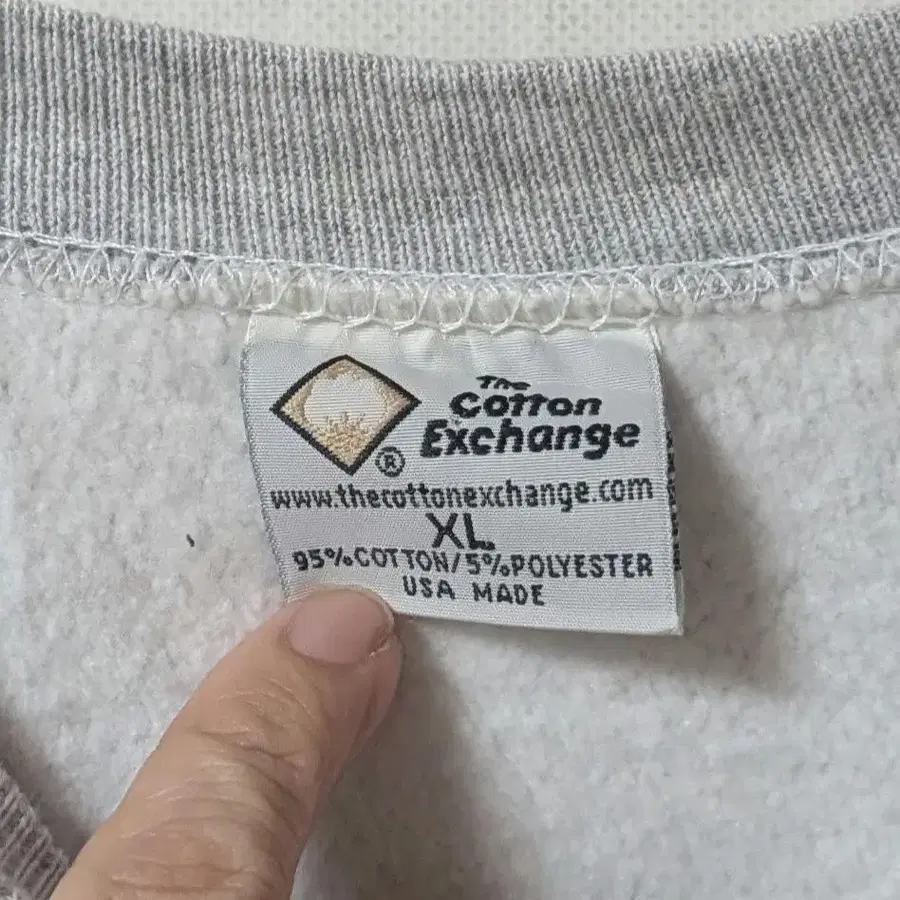 The
Cotton
Exchange
®
www.thecottonexchange.com
XL
95%COTTON/5%POLYESTER
USA MADE